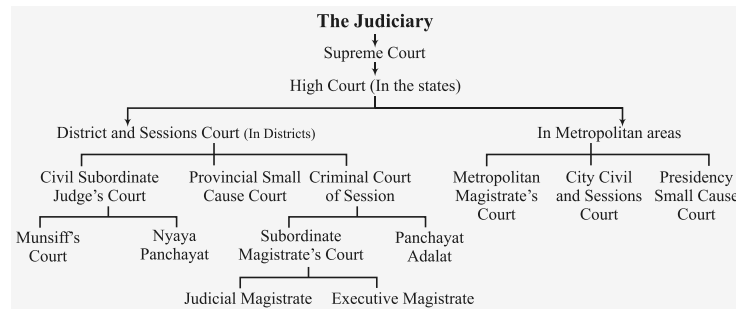 The Judiciary
Supreme Court
High Court (In the states)
District and Sessions Court (In Districts)
In Metropolitan areas
Civil Subordinate
Judge's Court
Provincial Small
Cause Court
Criminal Court
of Session
Metropolitan
Magistrate's
Court
City Civil
and Sessions
Court
Presidency
Small Cause
Court
Munsiff's
Court
Nyaya
Panchayat
Subordinate
Magistrate's Court
Panchayat
Adalat
Judicial Magistrate
Executive Magistrate